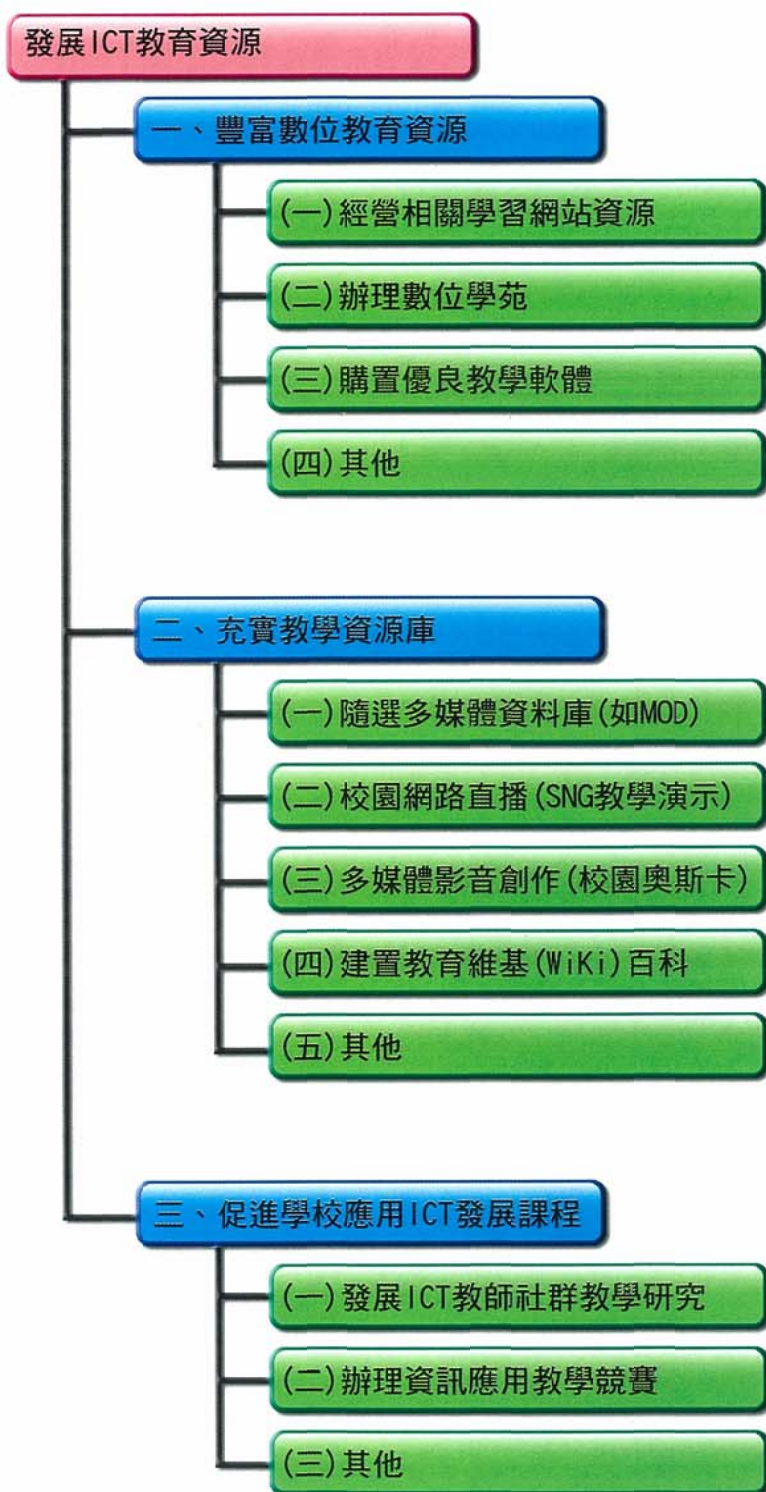 發展ICT教育資源
一、豐富數位教育資源
(一)經營相關學習網站資源
(二)辦理數位學苑
(三)購置優良教學軟體
(四)其他
二、充實教學資源庫
(一)隨選多媒體資料庫(如MOD)
(二)校園網路直播(SNG教學演示)
(三)多媒體影音創作(校園奧斯卡)
(四)建置教育維基(WiKi)百科
(五)其他
三、促進學校應用ICT發展課程
(一)發展ICT教師社群教學研究
(二)辦理資訊應用教學競賽
(三)其他